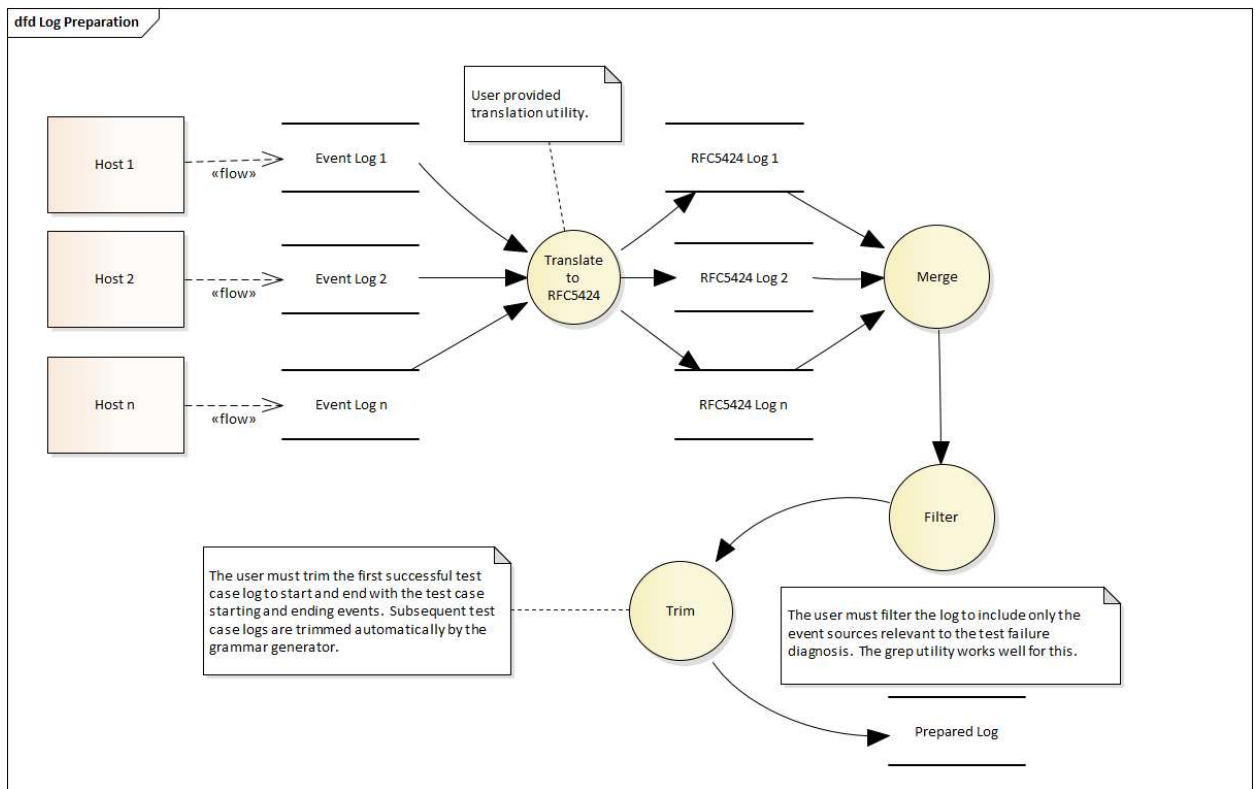 dfd Log Preparation
User provided
translation utility.
Host 1
«flow»
Event Log 1
RFC5424 Log 1
Host 2
«flow»
Event Log 2
Translate
to
RFC5424
RFC5424 Log 2
Merge
Host n
«flow»
Event Log n
RFC5424 Log n
Filter
The user must trim the first successful test
case log to start and end with the test case
starting and ending events.  Subsequent test
case logs are trimmed automatically by the
grammar generator.
Trim
The user must filter the log to include only the
event sources relevant to the test failure
diagnosis.  The grep utility works well for this.
Prepared Log